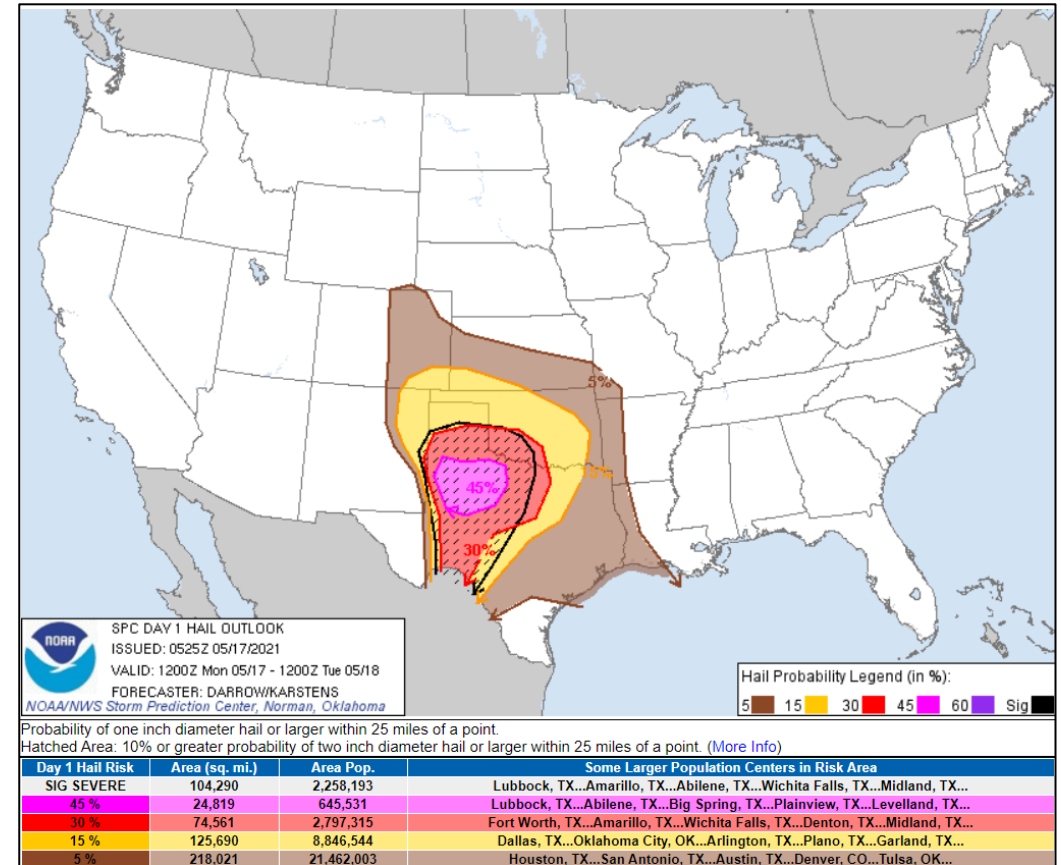 5%
15%
45%
30%
NOAA
SPC DAY 1 HAIL OUTLOOK
ISSUED: 0525Z 05/17/2021
VALID: 1200Z Mon 05/17 - 1200Z Tue 05/18
FORECASTER: DARROW/KARSTENS
NOAA/NWS Storm Prediction Center, Norman, Oklahoma
Hail Probability Legend (in %):
5 15 30 45 60 Sig
Probability of one inch diameter hail or larger within 25 miles of a point.
Hatched Area: 10% or greater probability of two inch diameter hail or larger within 25 miles of a point. (More Info)
Day 1 Hail Risk Area (sq. mi.) Area Pop. Some Larger Population Centers in Risk Area
SIG SEVERE 104,290 2,258,193 Lubbock, TX...Amarillo, TX...Abilene, TX...Wichita Falls, TX...Midland, TX...
45 % 24,819 645,531 Lubbock, TX...Abilene, TX...Big Spring, TX...Plainview, TX...Levelland, TX...
30 % 74,561 2,797,315 Fort Worth, TX...Amarillo, TX...Wichita Falls, TX...Denton, TX...Midland, TX...
15 % 125,690 8,846,544 Dallas, TX...Oklahoma City, OK...Arlington, TX...Plano, TX...Garland, TX...
5 % 218,021 21,462,003 Houston, TX...San Antonio, TX...Austin, TX...Denver, CO...Tulsa, OK...